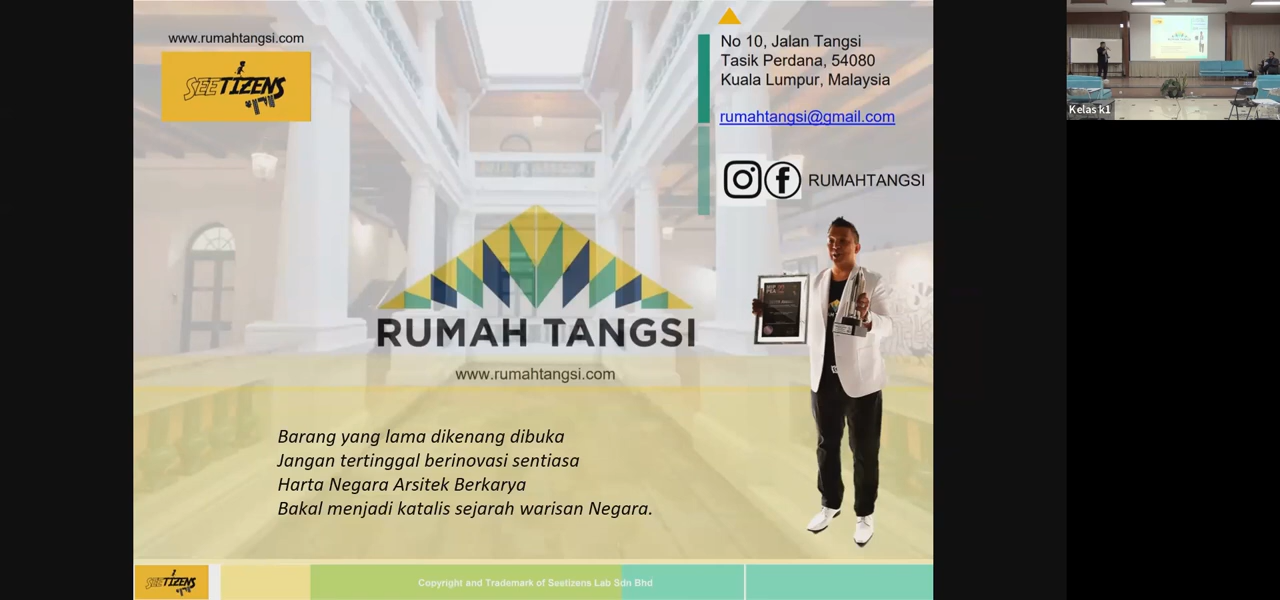 www.rumahtangsi.com
SEETIZENS
No 10, Jalan Tangsi
Tasik Perdana, 54080
Kuala Lumpur, Malaysia
rumahtangsi@gmail.com
RUMAHTANGSI
Kelas k1
RUMAH TANGSI
www.rumahtangsi.com
Barang yang lama dikenang dibuka
Jangan tertinggal berinovasi sentiasa
Harta Negara Arsitek Berkarya
Bakal menjadi katalis sejarah warisan Negara.
SEETIZENS
Copyright and Trademark of Seetizens Lab Sdn Bhd